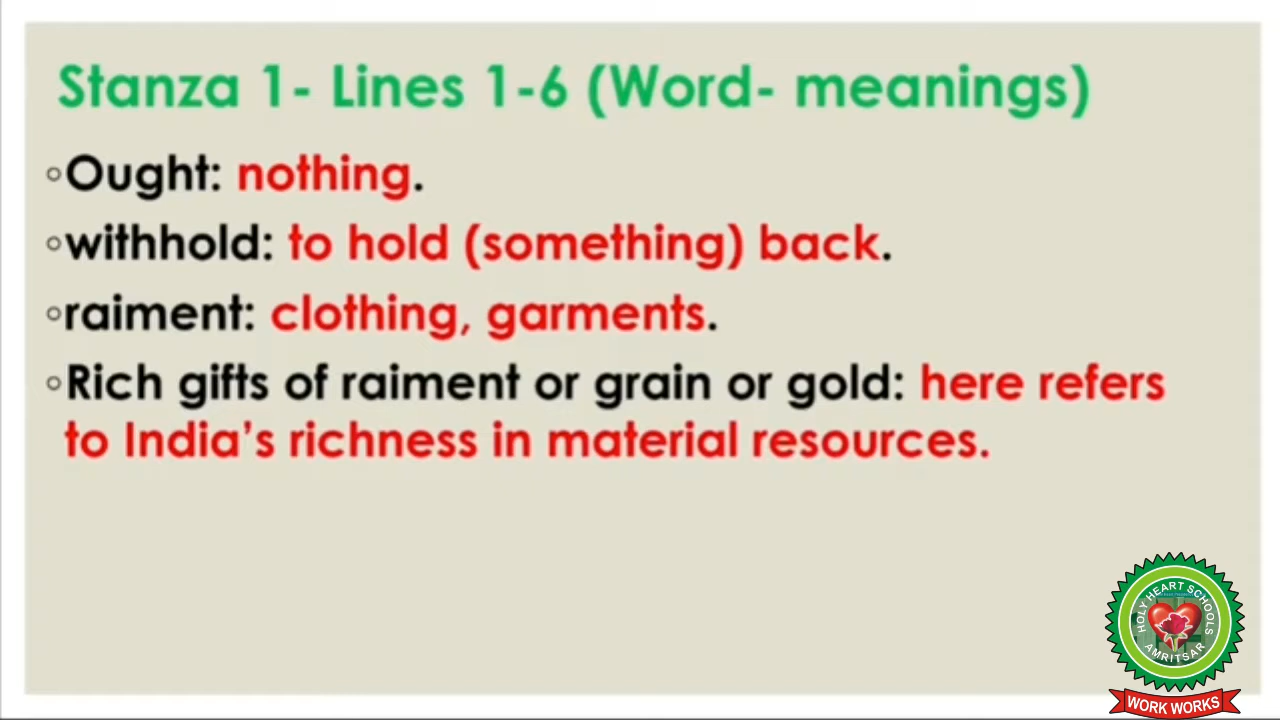 Stanza 1- Lines 1-6 (Word- meanings)
◦Ought: nothing.
◦withhold: to hold (something) back.
◦raiment: clothing, garments.
◦Rich gifts of raiment or grain or gold: here refers
to India's richness in material resources.
HOLY HEART SCHOOLS
AMRITSAR
WORK WORKS